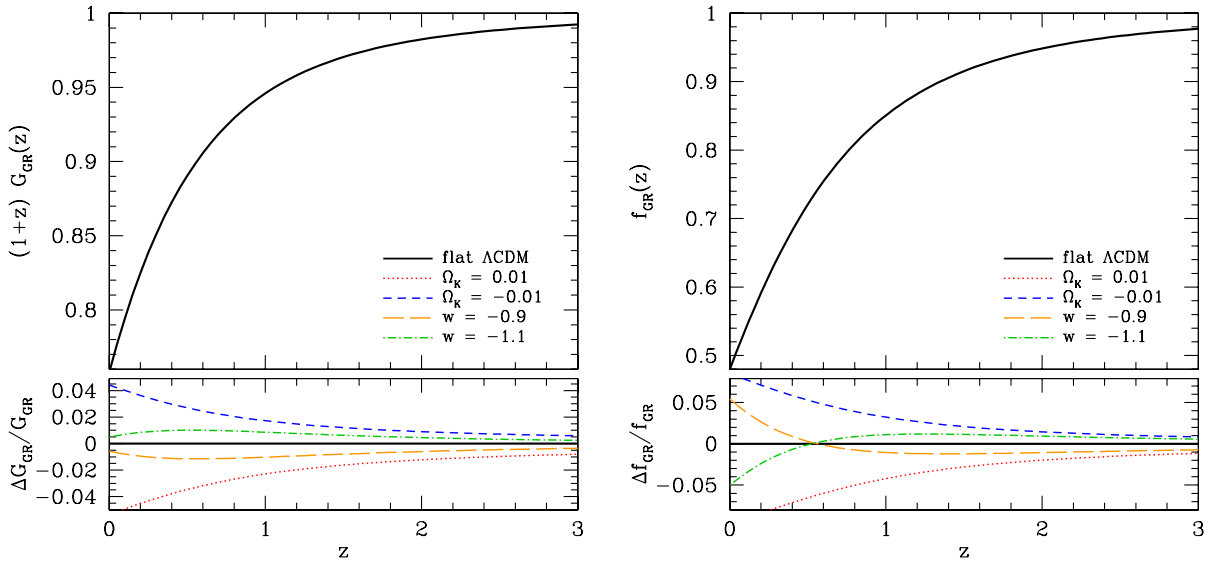 1
0.95
0.9
0.85
0.8
(1+z) G_GR(z)
flat ΛCDM
Ω_K = 0.01
Ω_K = −0.01
w = −0.9
w = −1.1
0.04
0.02
0
−0.02
−0.04
ΔG_GR/G_GR
0
1
2
3
z
1
0.9
0.8
0.7
0.6
0.5
f_GR(z)
flat ΛCDM
Ω_K = 0.01
Ω_K = −0.01
w = −0.9
w = −1.1
0.05
0
−0.05
Δf_GR/f_GR
0
1
2
3
z